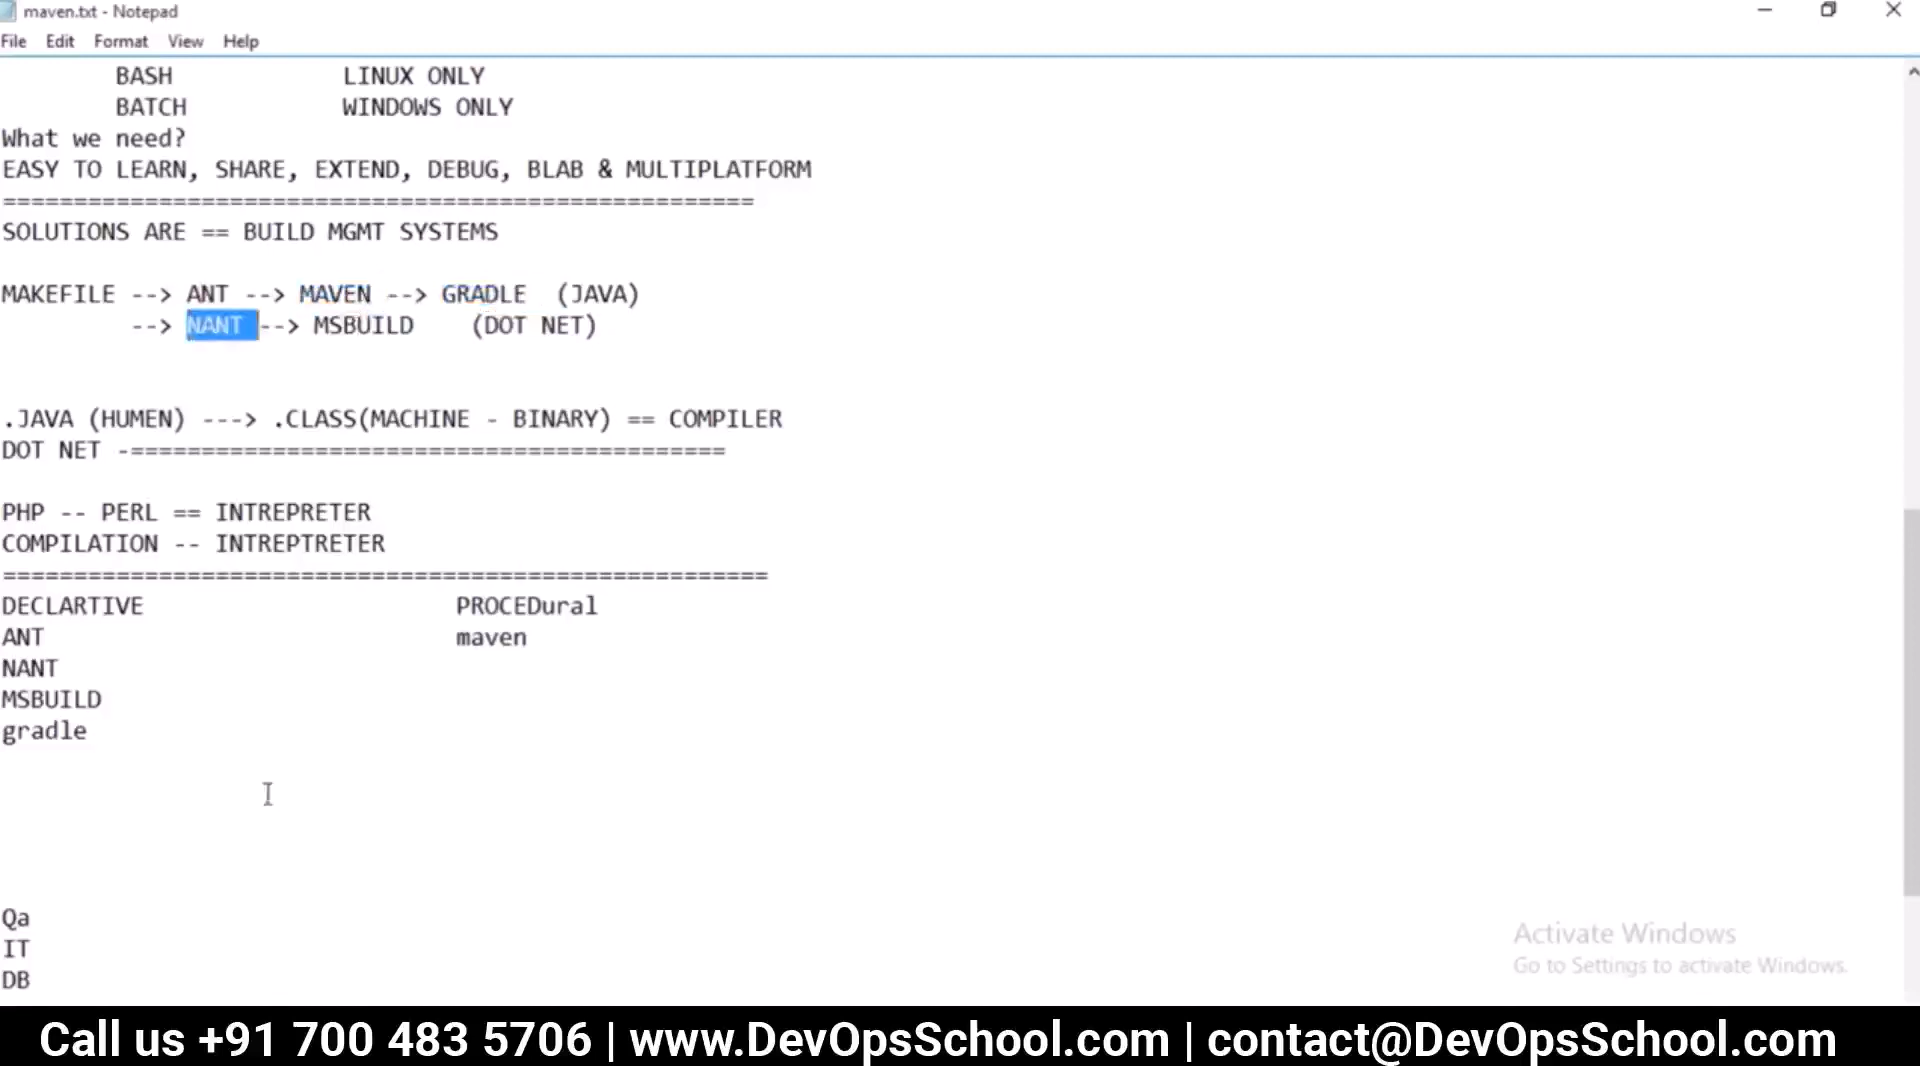 maven.txt - Notepad
File Edit Format View Help
BASH LINUX ONLY
BATCH WINDOWS ONLY
What we need?
EASY TO LEARN, SHARE, EXTEND, DEBUG, BLAB & MULTIPLATFORM
=====================================================
SOLUTIONS ARE == BUILD MGMT SYSTEMS
MAKEFILE --> ANT --> MAVEN --> GRADLE (JAVA)
--> NANT --> MSBUILD (DOT NET)
.JAVA (HUMEN) ---> .CLASS(MACHINE - BINARY) == COMPILER
DOT NET -==========================================
PHP -- PERL == INTREPRETER
COMPILATION -- INTREPTRETER
======================================================
DECLARTIVE PROCEDural
ANT maven
NANT
MSBUILD
gradle
Qa
IT
DB
Activate Windows
Go to Settings to activate Windows.
Call us +91 700 483 5706 | www.DevOpsSchool.com | contact@DevOpsSchool.com